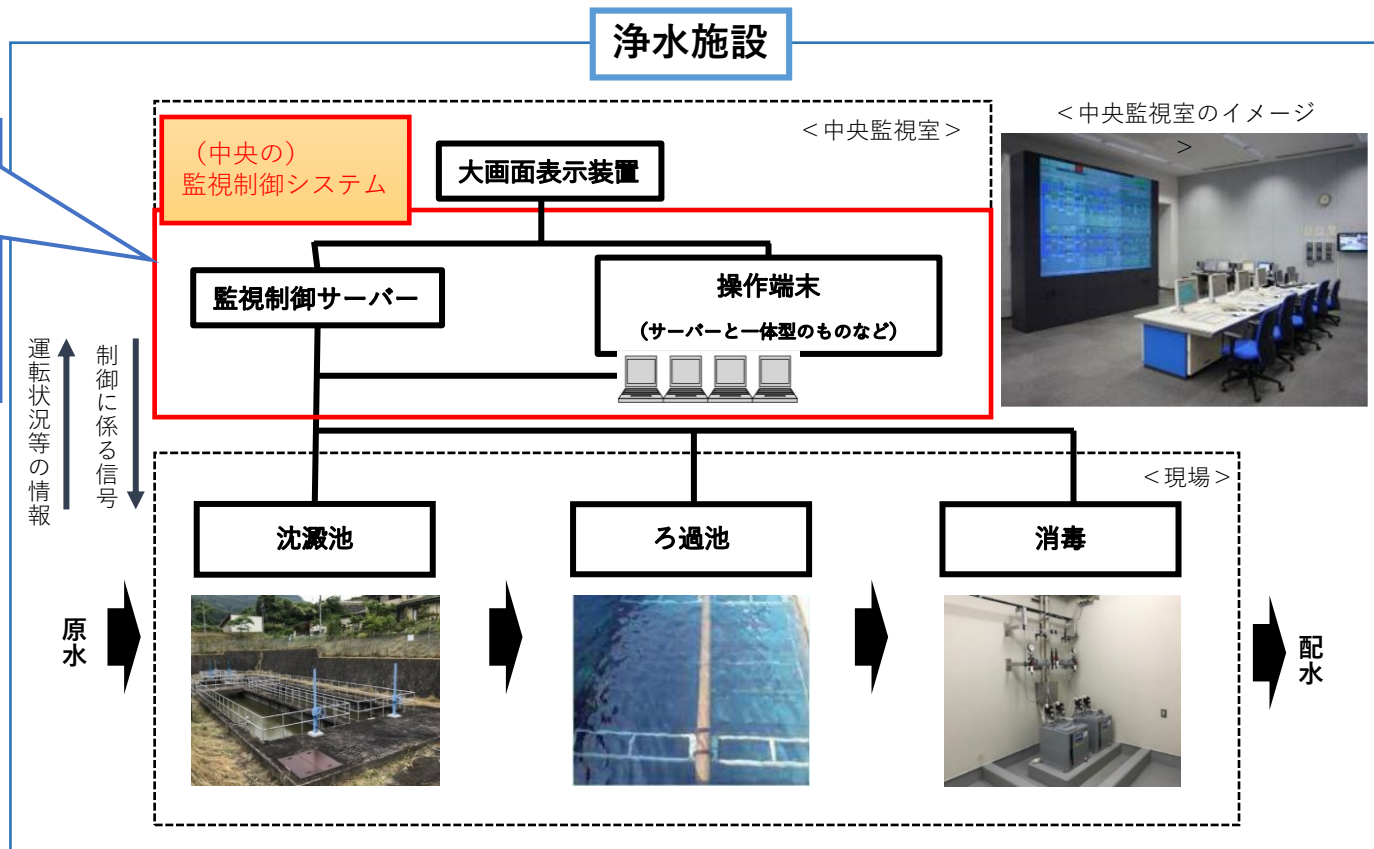 浄水施設
＜中央監視室＞
＜中央監視室のイメージ
＞
（中央の）
監視制御システム
大画面表示装置
監視制御サーバー
操作端末
（サーバーと一体型のものなど）
運転状況等の情報
制御に係る信号
＜現場＞
沈澱池
ろ過池
消毒
原水
配水